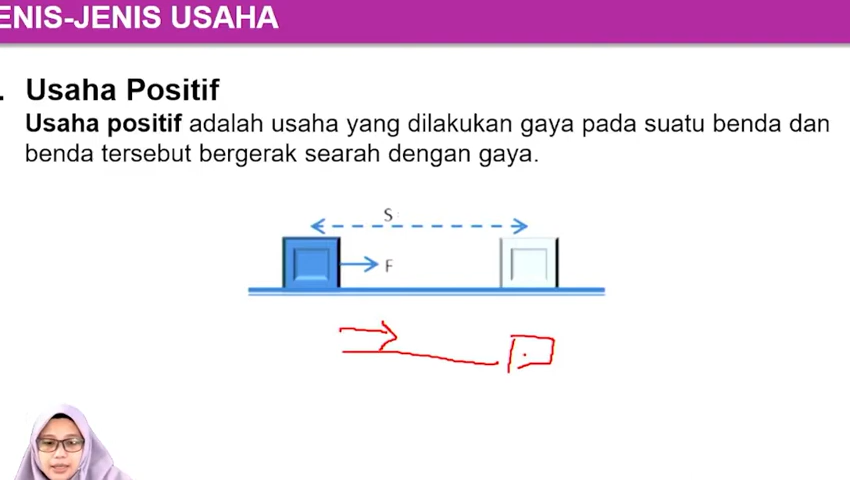 ENIS-JENIS USAHA
. Usaha Positif
Usaha positif adalah usaha yang dilakukan gaya pada suatu benda dan
benda tersebut bergerak searah dengan gaya.
S
F